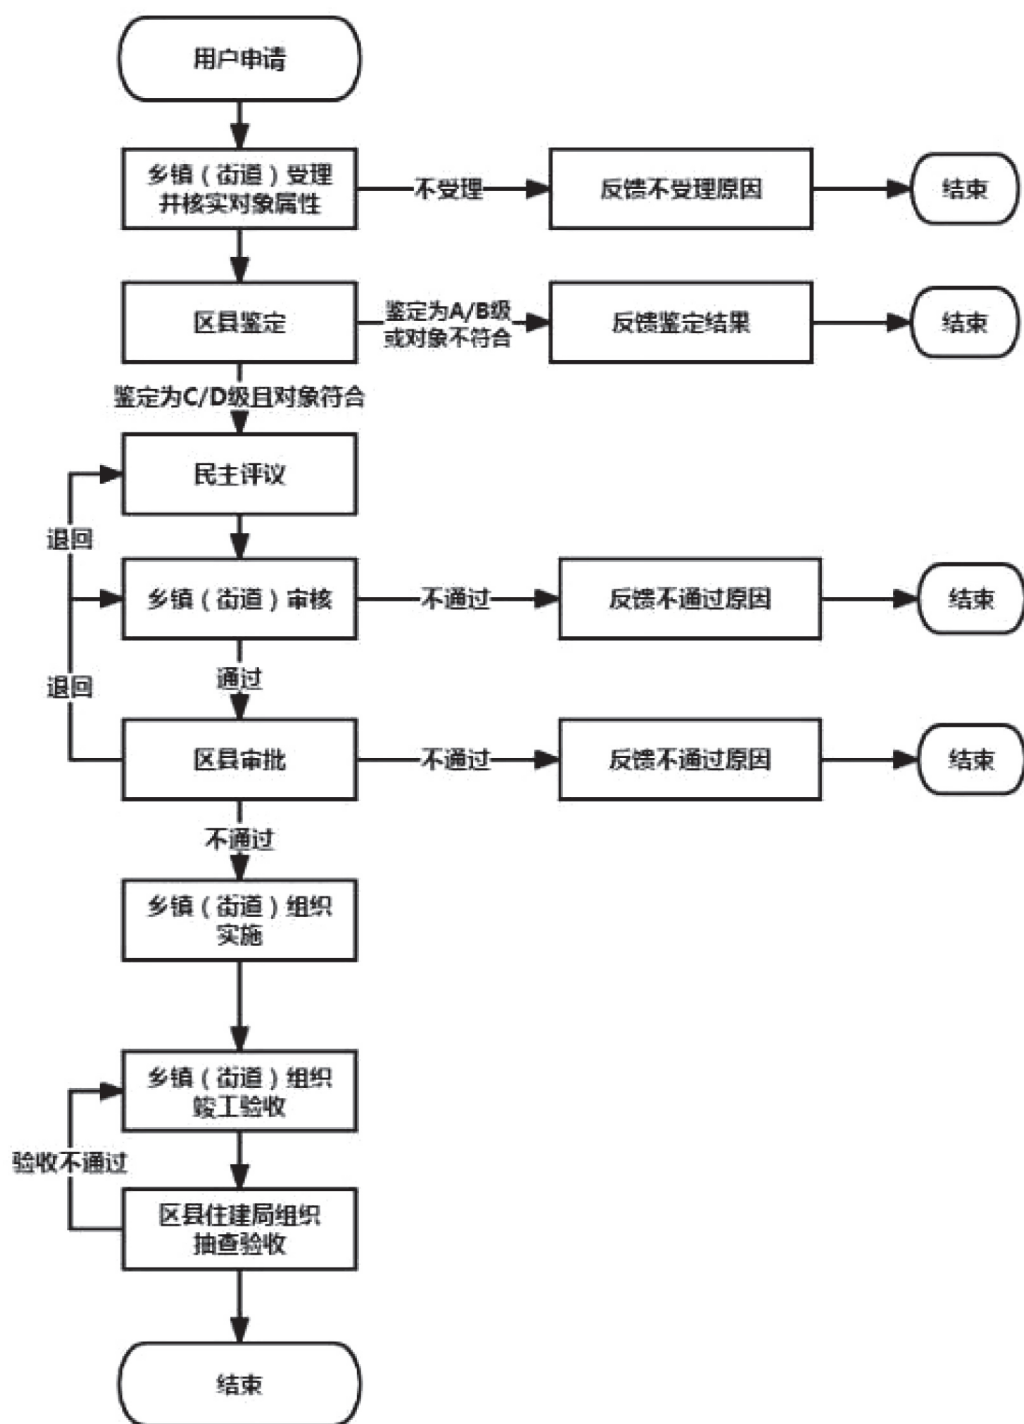 用户申请
乡镇（街道）受理
并核实对象属性
不受理
反馈不受理原因
结束
区县鉴定
鉴定为A/B级
或对象不符合
反馈鉴定结果
结束
鉴定为C/D级且对象符合
民主评议
退回
乡镇（街道）审核
不通过
反馈不通过原因
结束
通过
退回
区县审批
不通过
反馈不通过原因
结束
不通过
乡镇（街道）组织
实施
乡镇（街道）组织
竣工验收
验收不通过
区县住建局组织
抽查验收
结束